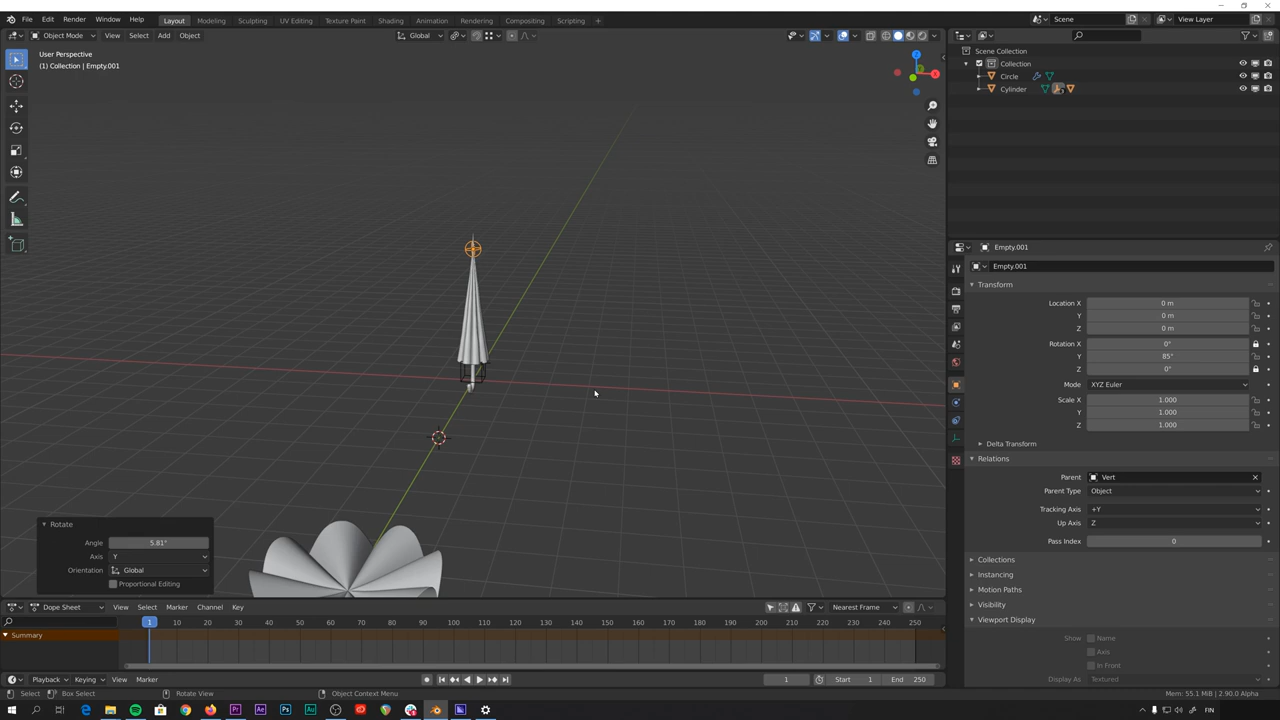 File Edit Render Window Help Layout Modeling Sculpting UV Editing Texture Paint Shading Animation Rendering Compositing Scripting + Scene View Layer
Object Mode View Select Add Object Global
User Perspective
(1) Collection | Empty.001
Z
X
Scene Collection
Collection
Circle
Cylinder
Empty.001
Empty.001
Transform
Location X 0 m
Y 0 m
Z 0 m
Rotation X 0°
Y 85°
Z 0°
Mode XYZ Euler
Scale X 1.000
Y 1.000
Z 1.000
Delta Transform
Relations
Parent Vert
Parent Type Object
Tracking Axis +Y
Up Axis Z
Pass Index 0
Collections
Instancing
Motion Paths
Visibility
Viewport Display
Show Name
Axis
In Front
Display As Textured
Rotate
Angle 5.81°
Axis Y
Orientation Global
Proportional Editing
Dope Sheet View Select Marker Channel Key Nearest Frame
1 10 20 30 40 50 60 70 80 90 100 110 120 130 140 150 160 170 180 190 200 210 220 230 240 250
Summary
Playback Keying View Marker 1 Start 1 End 250
Select Box Select Rotate View Object Context Menu Mem: 55.1 MiB | 2.90.0 Alpha
Pr Ae Ps Au FIN